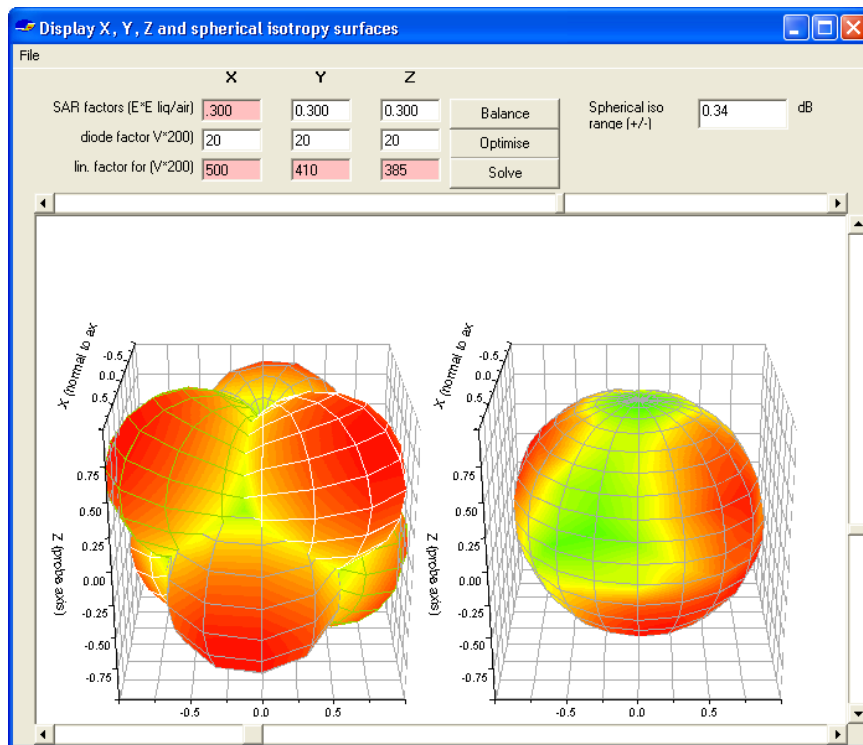 Display X, Y, Z and spherical isotropy surfaces
File
X Y Z
SAR factors (E*E liq/air) .300 0.300 0.300 Balance Spherical iso range (+/-) 0.34 dB
diode factor V*200) 20 20 20 Optimise
lin. factor for (V*200) 500 410 385 Solve
X (normal to ax
-0.5
0.0
0.5
0.75
0.50
0.25
0.00
-0.25
-0.50
-0.75
Z (probe axis)
-0.5 0.0 0.5
X (normal to ax
-0.5
0.0
0.5
0.75
0.50
0.25
0.00
-0.25
-0.50
-0.75
Z (probe axis)
-0.5 0.0 0.5